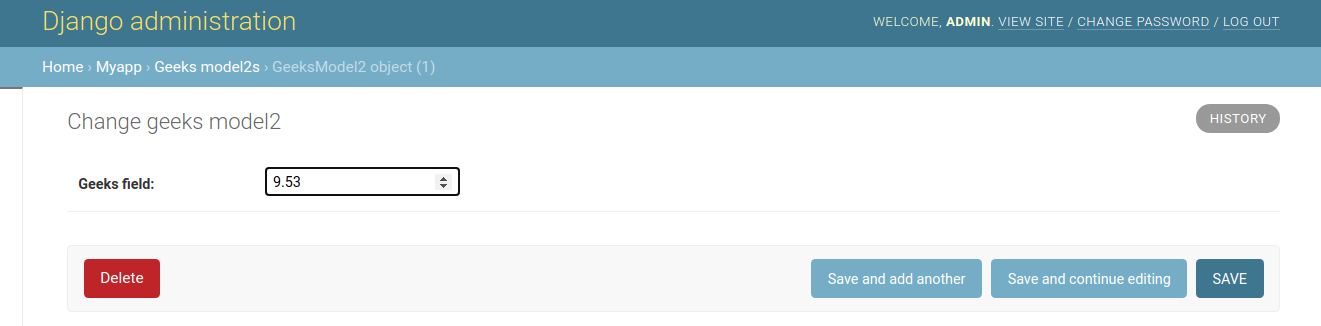 Django administration
WELCOME, ADMIN. VIEW SITE / CHANGE PASSWORD / LOG OUT
Home › Myapp › Geeks model2s › GeeksModel2 object (1)
Change geeks model2
HISTORY
Geeks field: 9.53
Delete Save and add another Save and continue editing SAVE